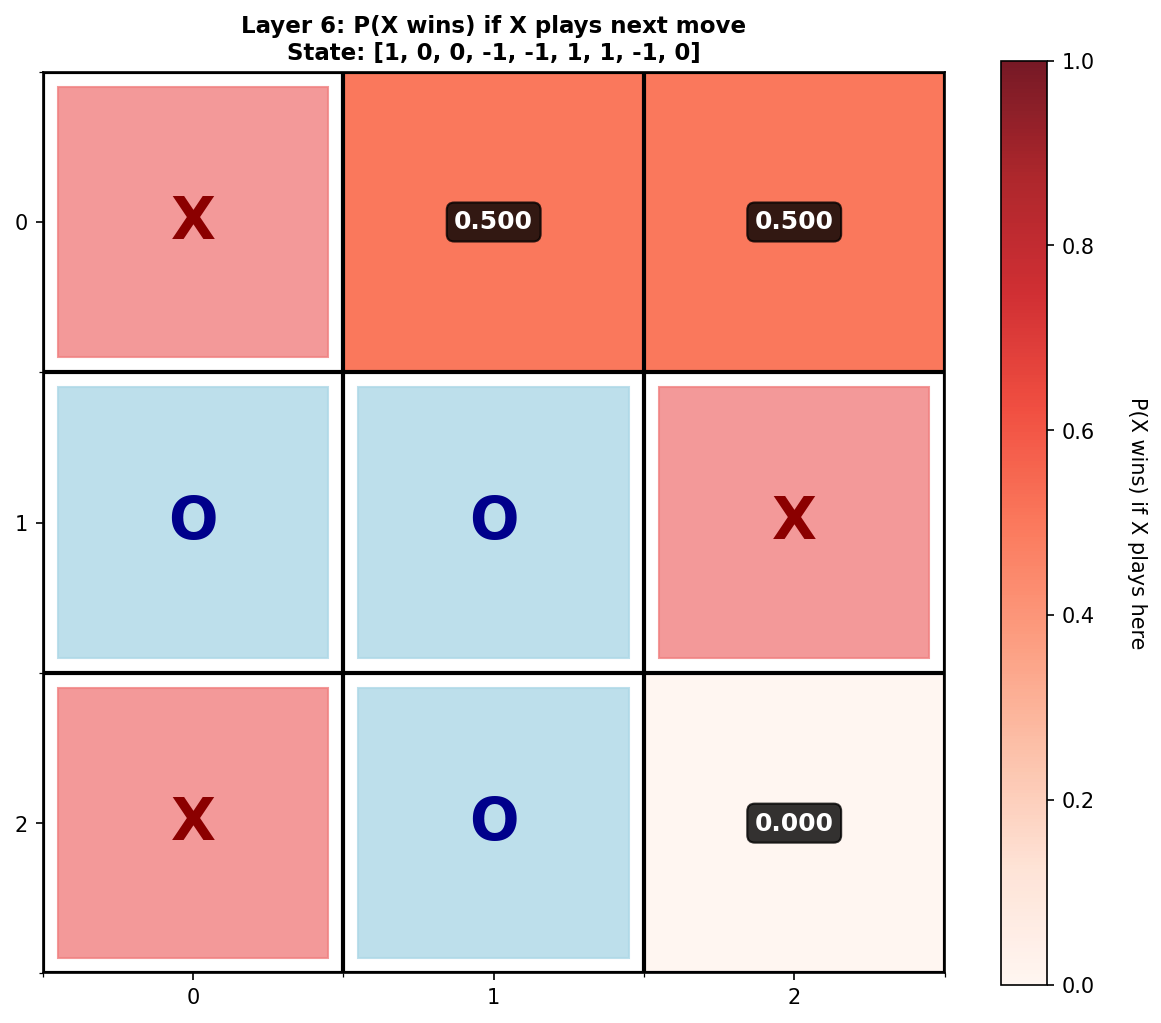 Layer 6: P(X wins) if X plays next move
State: [1, 0, 0, -1, -1, 1, 1, -1, 0]
0
X
0.500
0.500
1
O
O
X
2
X
O
0.000
0
1
2
1.0
0.8
0.6
0.4
0.2
0.0
P(X wins) if X plays here